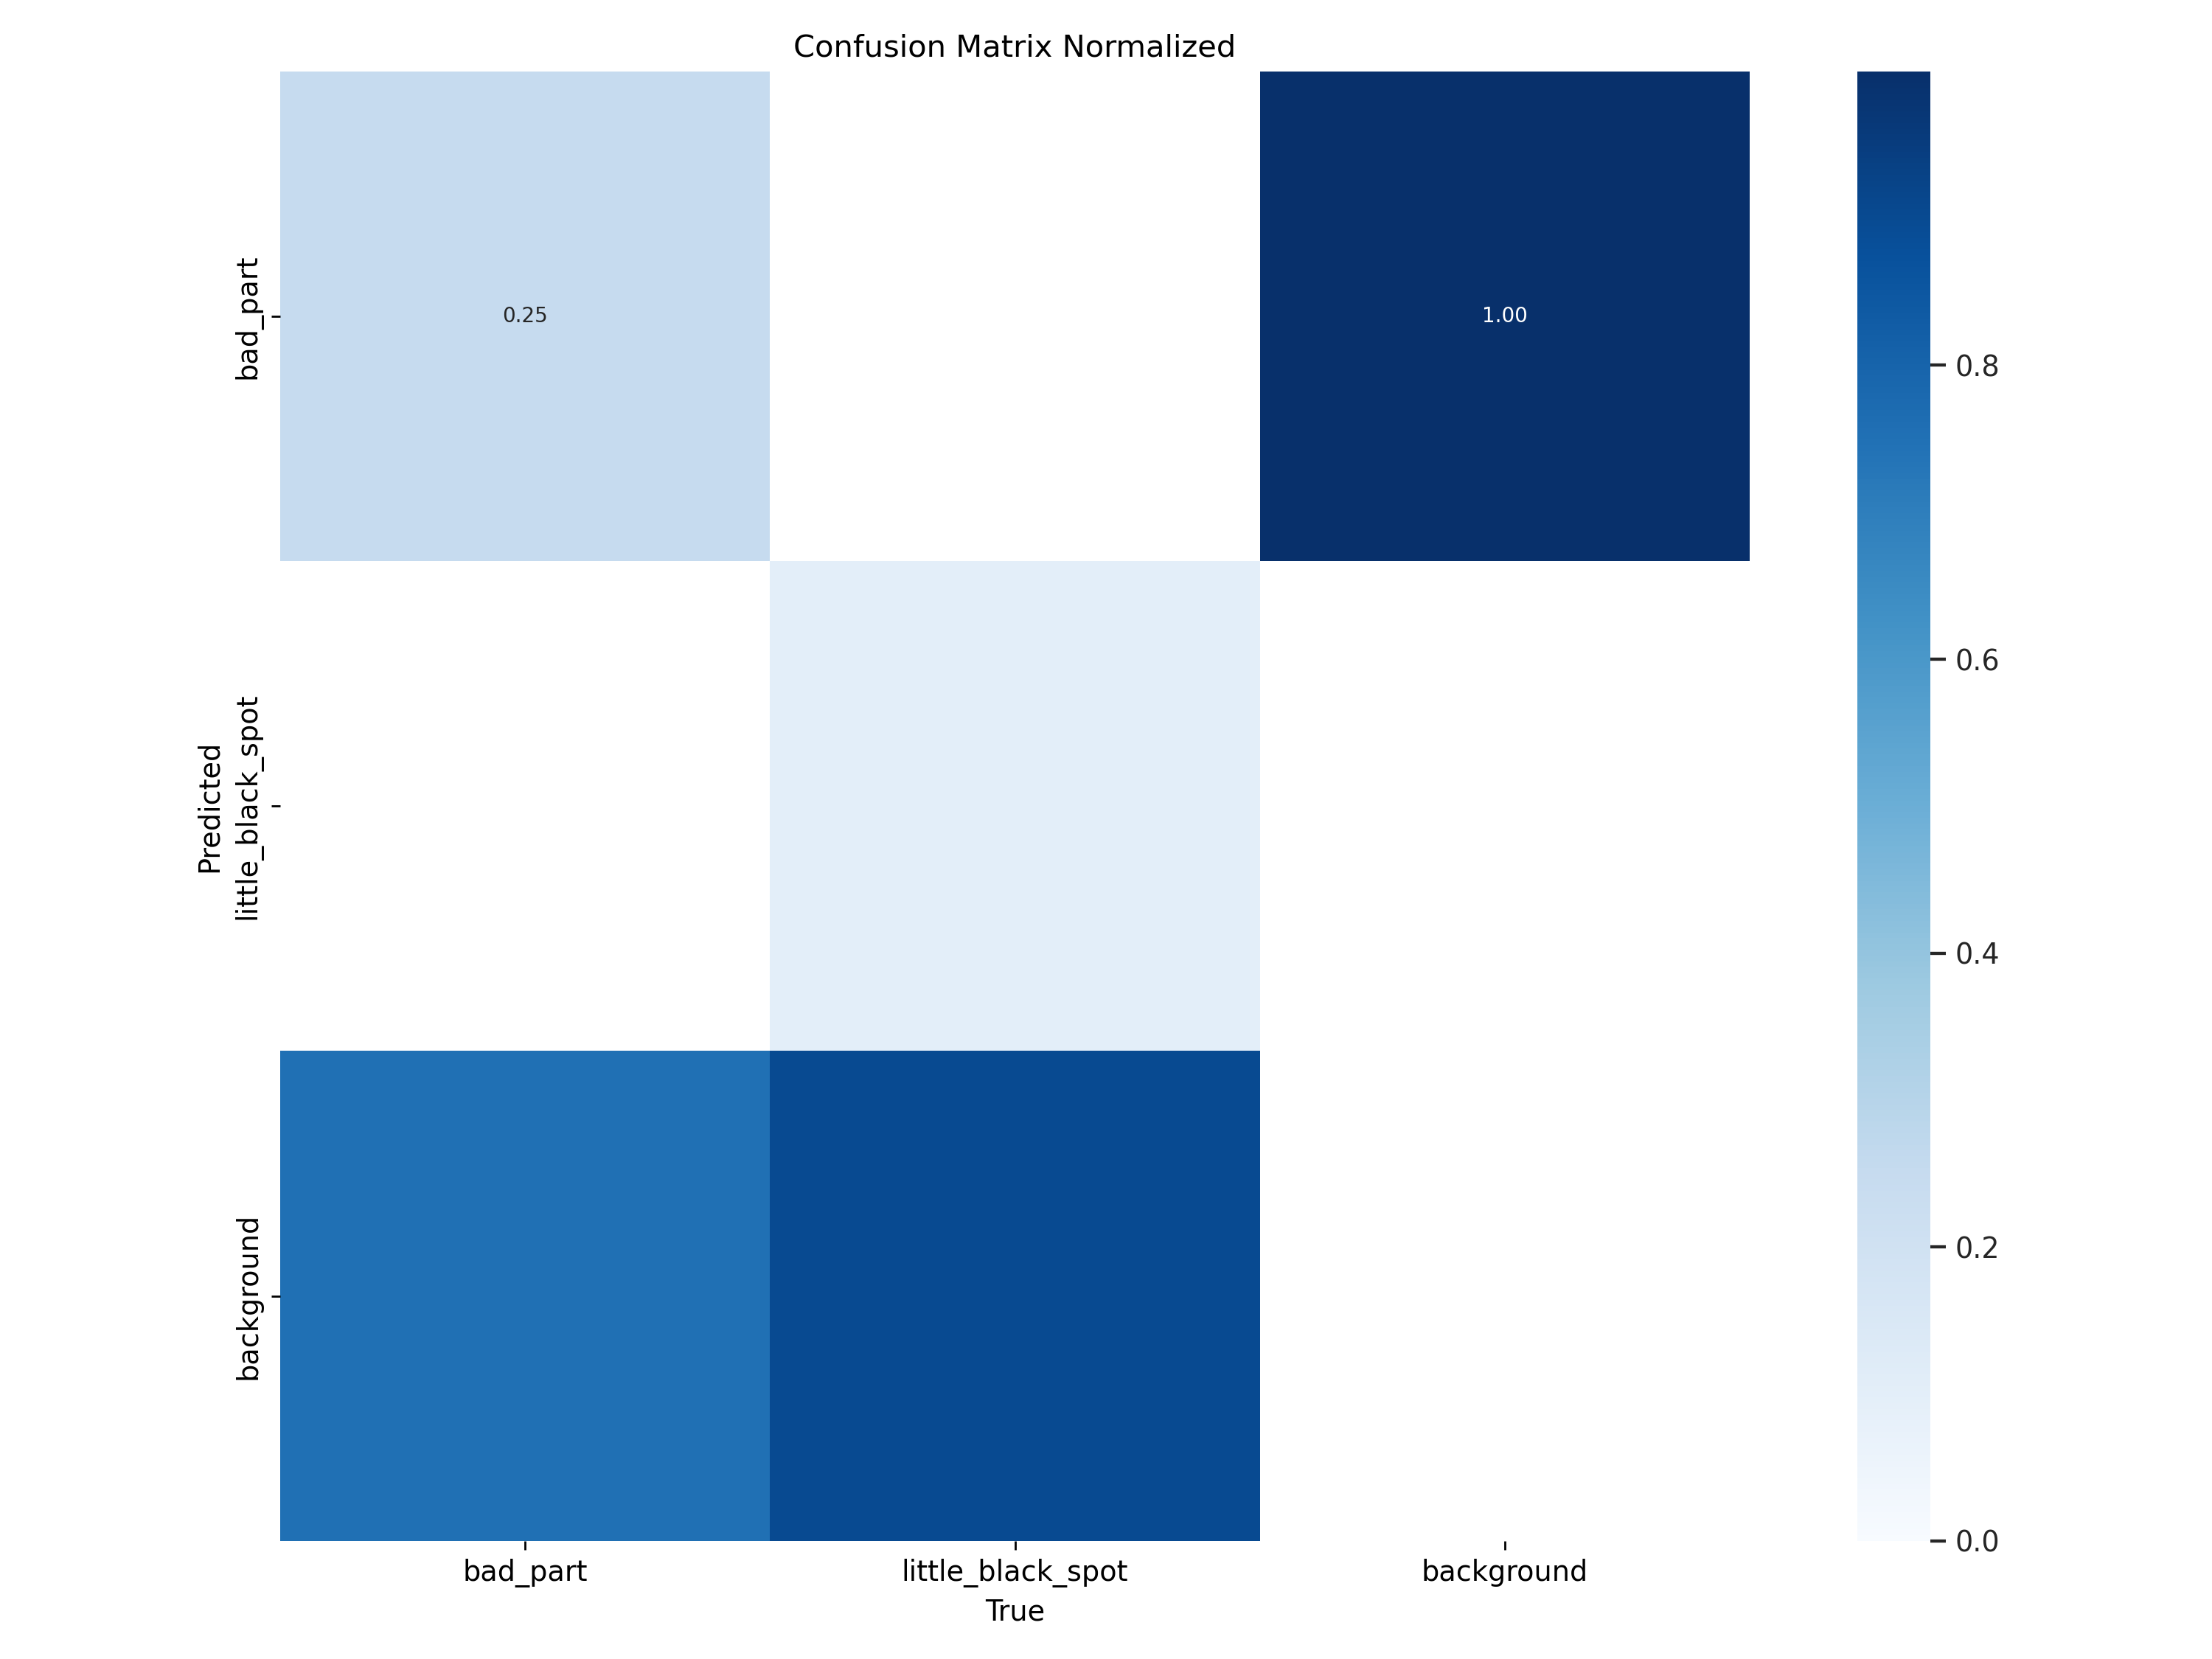 Confusion Matrix Normalized
bad_part
0.25
1.00
Predicted
little_black_spot
background
bad_part
little_black_spot
background
True
0.8
0.6
0.4
0.2
0.0